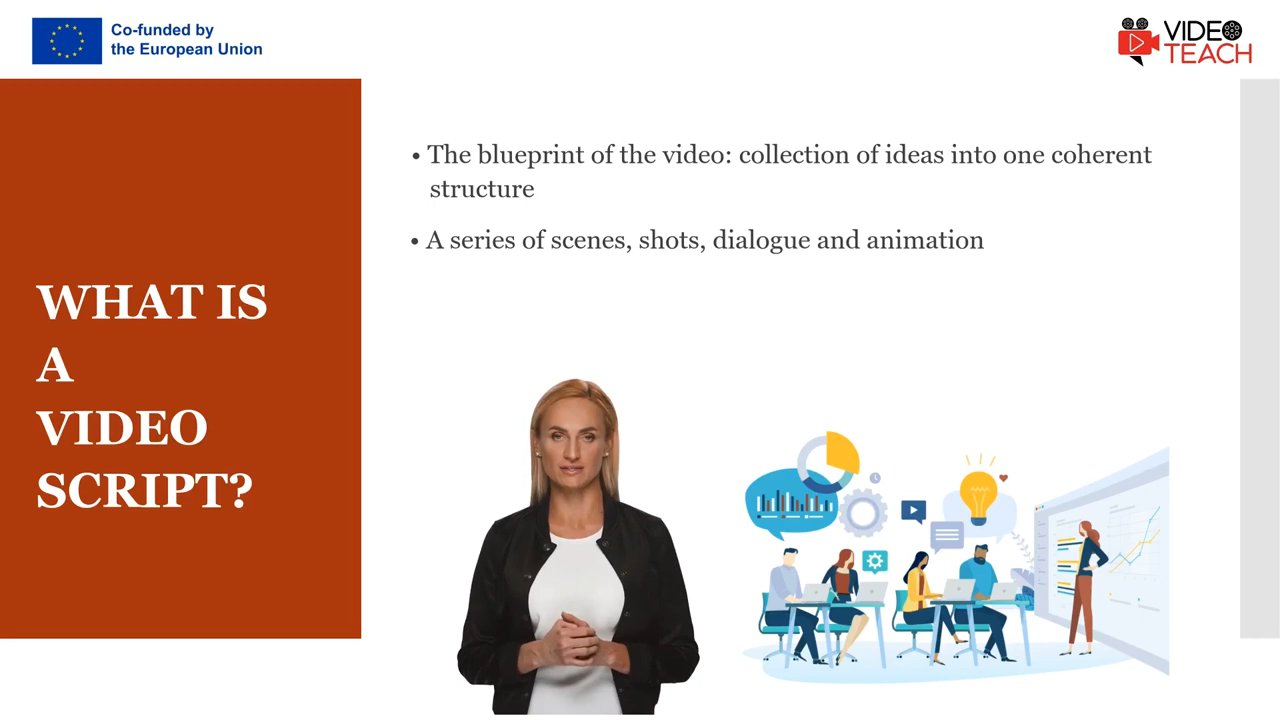 Co-funded by
the European Union
VIDEO
TEACH
WHAT IS
A
VIDEO
SCRIPT?
• The blueprint of the video: collection of ideas into one coherent
structure
• A series of scenes, shots, dialogue and animation